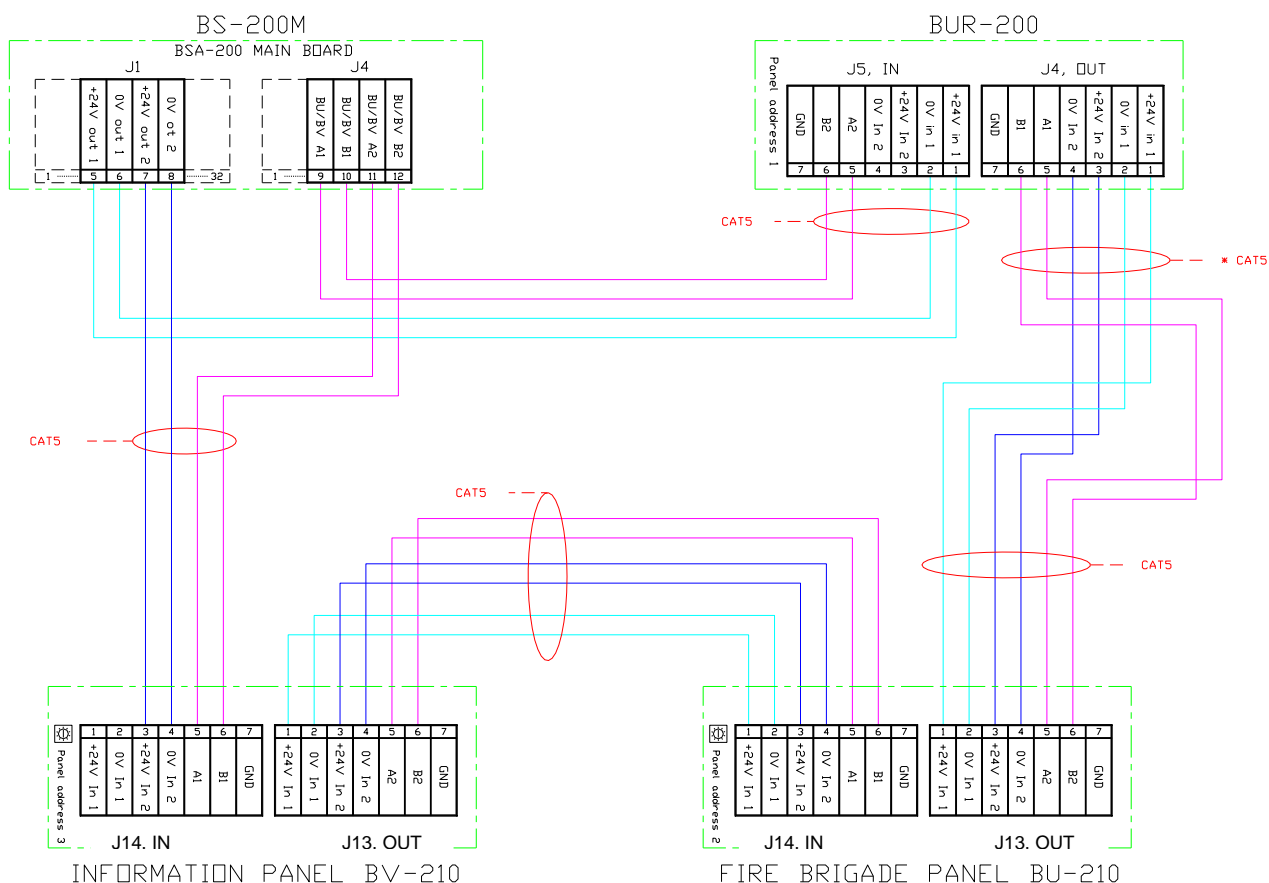 BS-200M
BSA-200 MAIN BOARD
J1
J4
+24V out 1
0V out 1
+24V out 2
0V ot 2
1
5
6
7
8
32
BU/BV A1
BU/BV B1
BU/BV A2
BU/BV B2
1
9
10
11
12
BUR-200
Panel address 1
J5, IN
J4, OUT
GND
B2
A2
0V In 2
+24V In 2
0V in 1
+24V in 1
7
6
5
4
3
2
1
GND
B1
A1
0V In 2
+24V In 2
0V in 1
+24V in 1
7
6
5
4
3
2
1
CAT5
* CAT5
CAT5
CAT5
CAT5
Panel address 3
1
2
3
4
5
6
7
+24V In 1
0V In 1
+24V In 2
0V In 2
A1
B1
GND
1
2
3
4
5
6
7
+24V In 1
0V In 1
+24V In 2
0V In 2
A2
B2
GND
J14. IN
J13. OUT
INFORMATION PANEL BV-210
Panel address 2
1
2
3
4
5
6
7
+24V In 1
0V In 1
+24V In 2
0V In 2
A1
B1
GND
1
2
3
4
5
6
7
+24V In 1
0V In 1
+24V In 2
0V In 2
A2
B2
GND
J14. IN
J13. OUT
FIRE BRIGADE PANEL BU-210